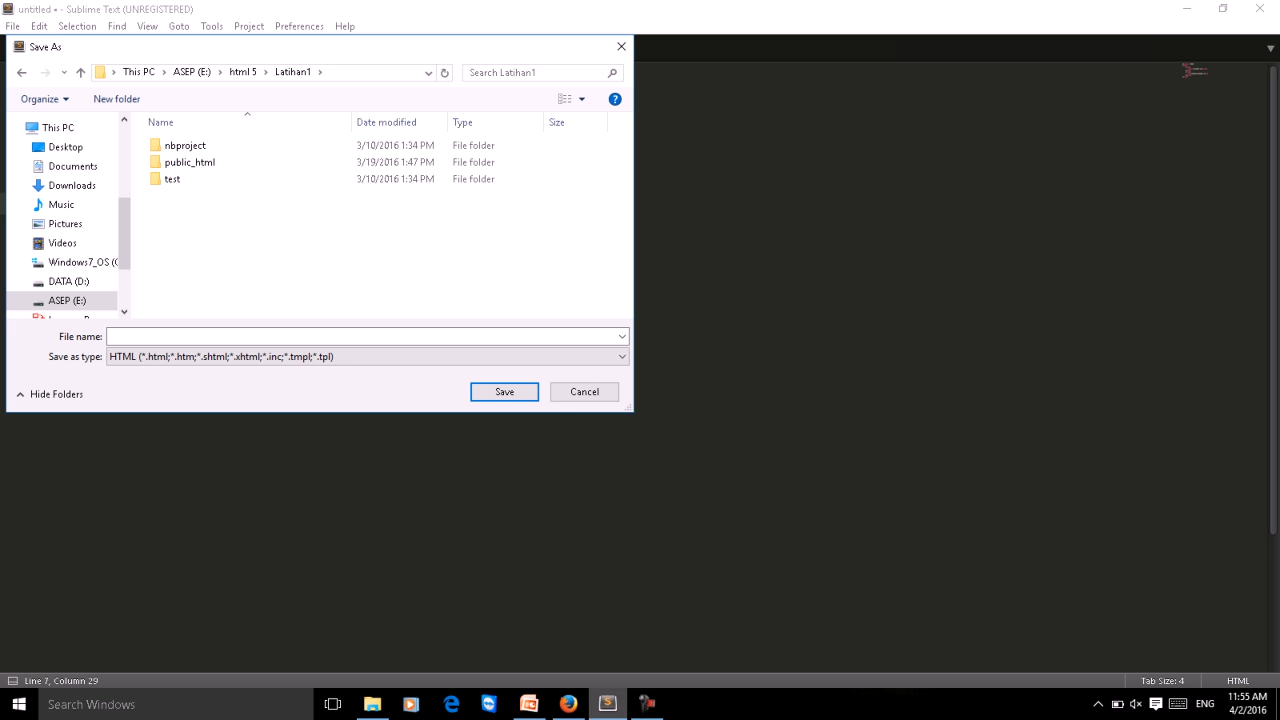 untitled • - Sublime Text (UNREGISTERED)
File Edit Selection Find View Goto Tools Project Preferences Help
Save As
This PC > ASEP (E:) > html 5 > Latihan1 >
Search Latihan1
Organize
New folder
Name Date modified Type Size
This PC
Desktop
Documents
Downloads
Music
Pictures
Videos
Windows7_OS (
DATA (D:)
ASEP (E:)
nbproject 3/10/2016 1:34 PM File folder
public_html 3/19/2016 1:47 PM File folder
test 3/10/2016 1:34 PM File folder
File name:
Save as type: HTML (*.html;*.htm;*.shtml;*.xhtml;*.inc;*.tmpl;*.tpl)
Hide Folders
Save
Cancel
Line 7, Column 29
Tab Size: 4
HTML
Search Windows
S
ENG
11:55 AM
4/2/2016